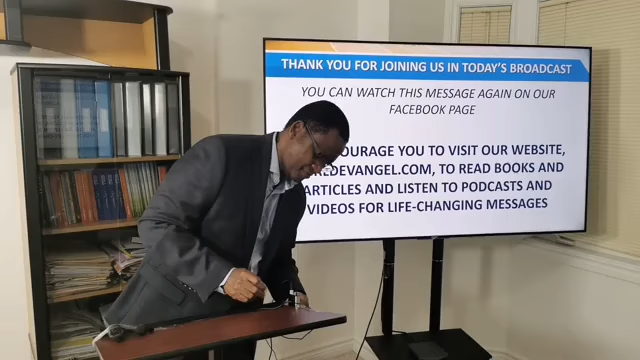 THANK YOU FOR JOINING US IN TODAY'S BROADCAST
YOU CAN WATCH THIS MESSAGE AGAIN ON OUR
FACEBOOK PAGE
COURAGE YOU TO VISIT OUR WEBSITE,
EDEVANGEL.COM, TO READ BOOKS AND
ARTICLES AND LISTEN TO PODCASTS AND
VIDEOS FOR LIFE-CHANGING MESSAGES